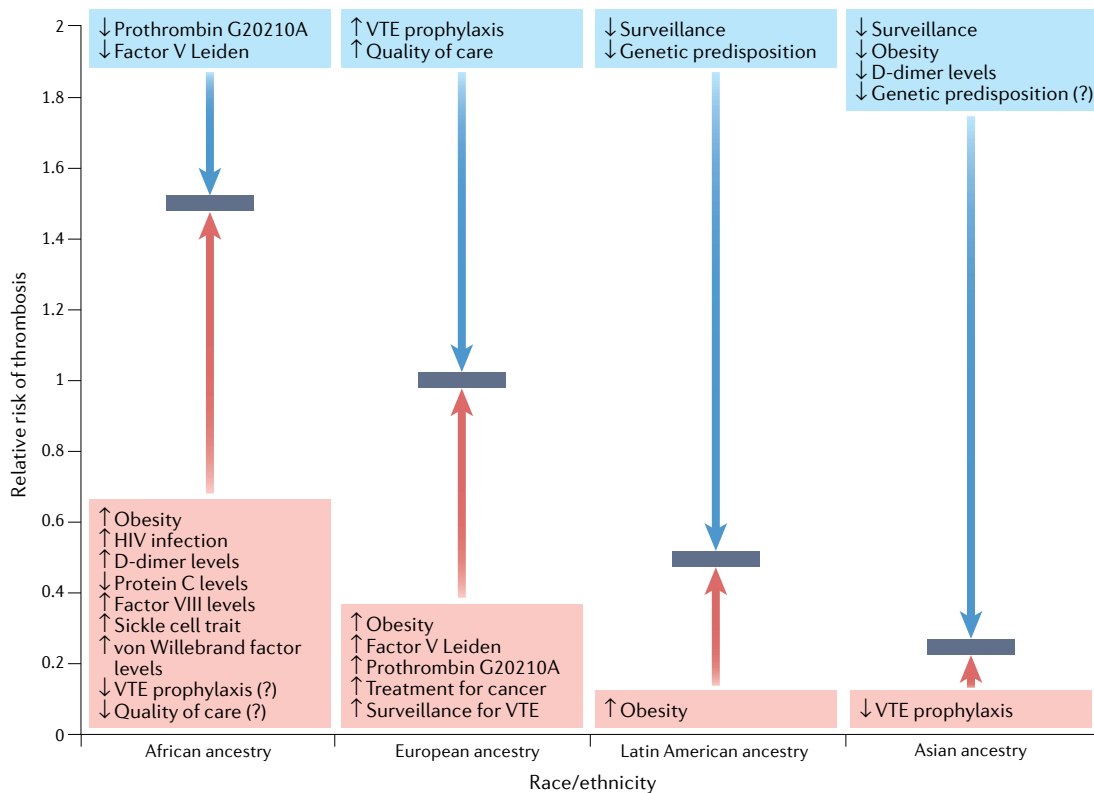 Relative risk of thrombosis
2
1.8
1.6
1.4
1.2
1
0.8
0.6
0.4
0.2
0
↓ Prothrombin G20210A
↓ Factor V Leiden
↑ Obesity
↑ HIV infection
↑ D-dimer levels
↓ Protein C levels
↑ Factor VIII levels
↑ Sickle cell trait
↑ von Willebrand factor
levels
↓ VTE prophylaxis (?)
↓ Quality of care (?)
↑ VTE prophylaxis
↑ Quality of care
↑ Obesity
↑ Factor V Leiden
↑ Prothrombin G20210A
↑ Treatment for cancer
↑ Surveillance for VTE
↓ Surveillance
↓ Genetic predisposition
↑ Obesity
↓ Surveillance
↓ Obesity
↓ D-dimer levels
↓ Genetic predisposition (?)
↓ VTE prophylaxis
African ancestry
European ancestry
Latin American ancestry
Asian ancestry
Race/ethnicity